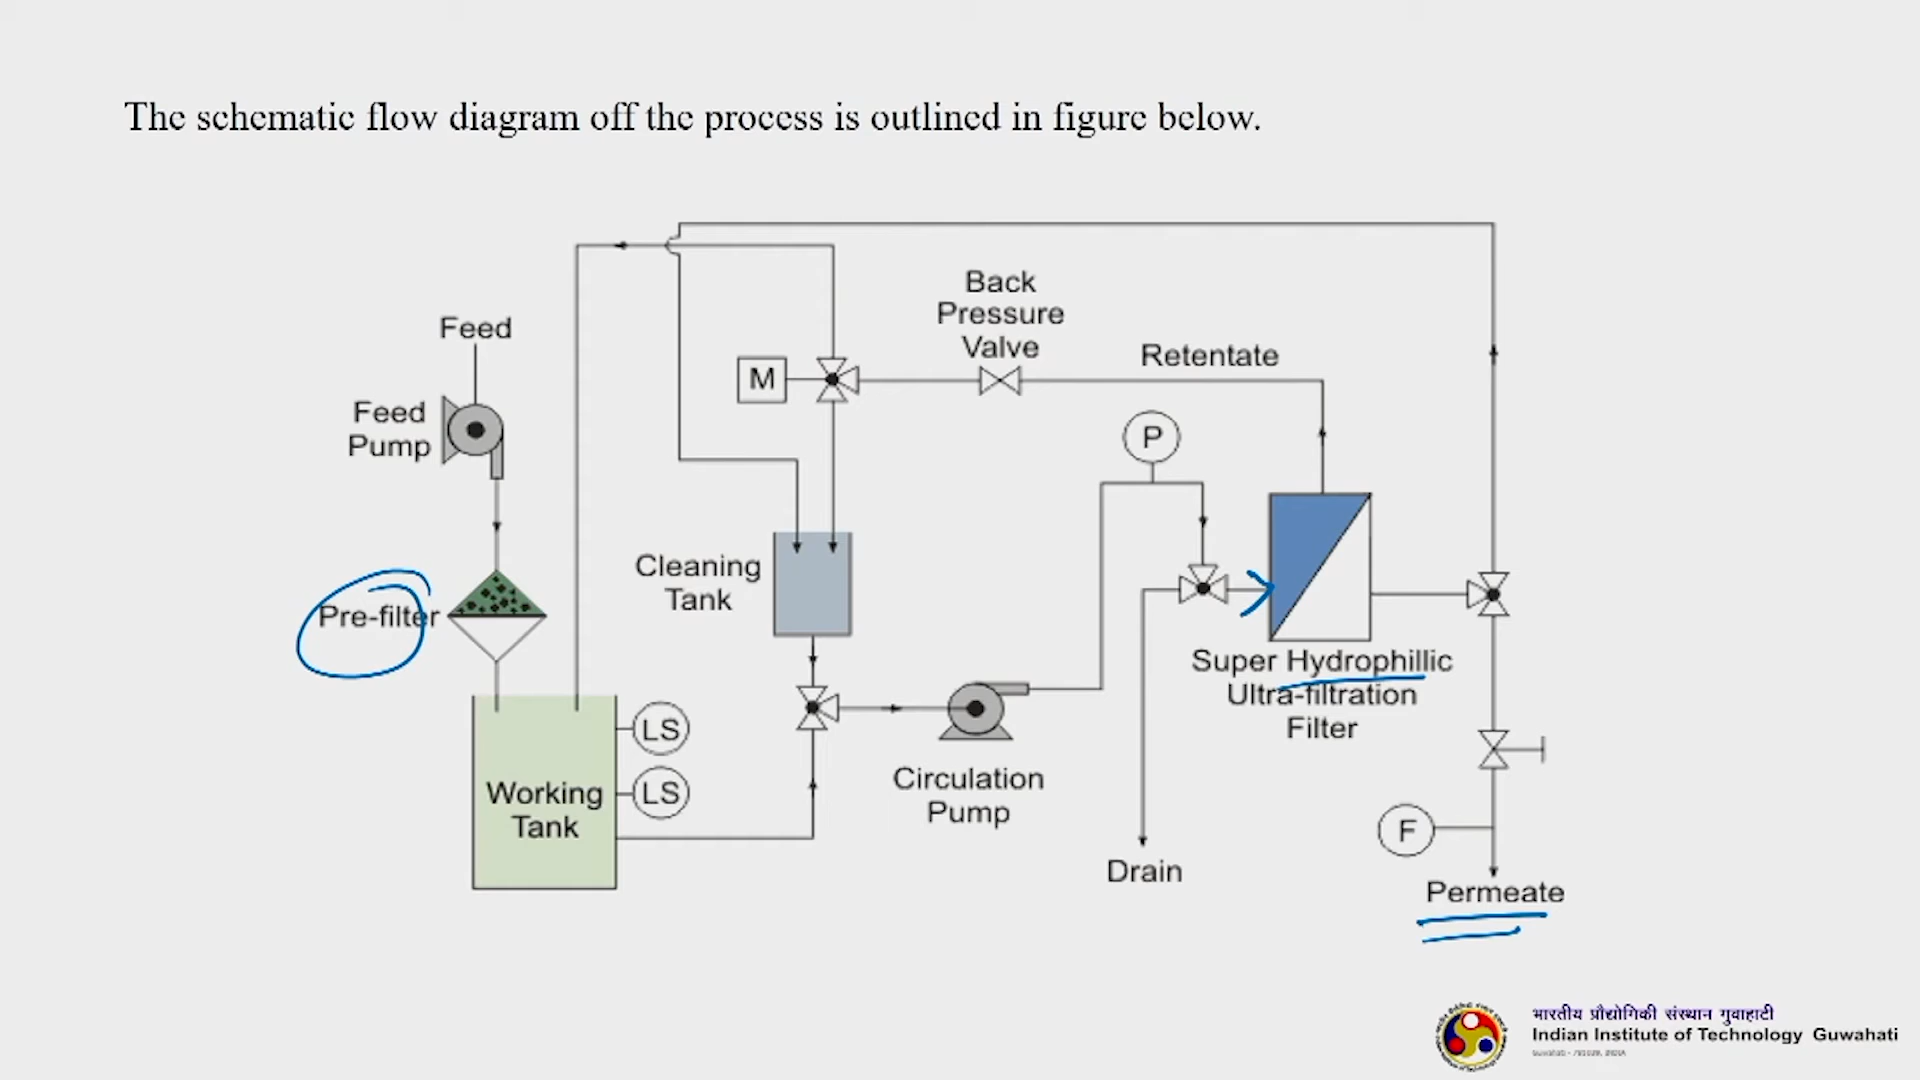 The schematic flow diagram off the process is outlined in figure below.
Back
Pressure
Valve
Feed
Retentate
M
Feed
Pump
P
Cleaning
Tank
Pre-filter
Super Hydrophillic
Ultra-filtration
Filter
LS
Working
Tank
LS
Circulation
Pump
F
Drain
Permeate
भारतीय प्रौद्योगिकी संस्थान गुवाहाटी
Indian Institute of Technology Guwahati